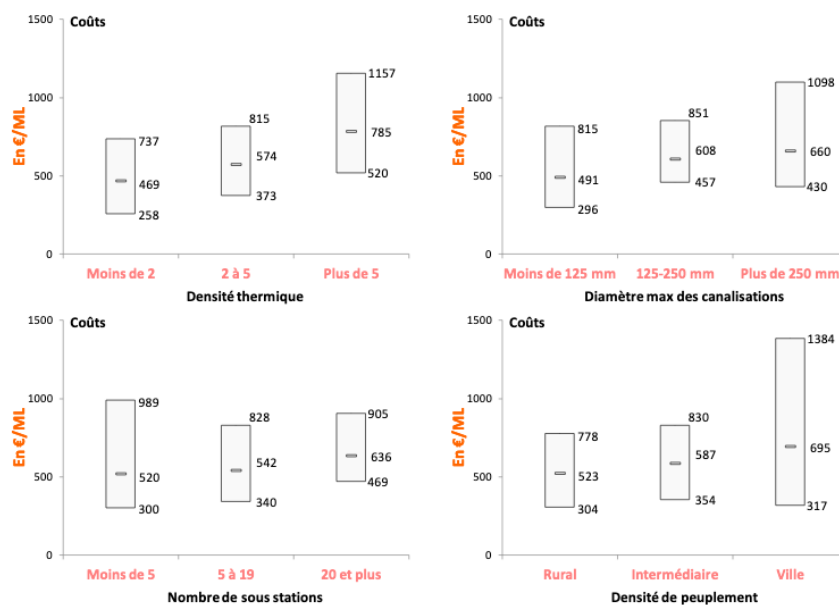 1500
Coûts
1157
1000
815
785
737
574
520
500
469
373
258
0
En €/ML
Moins de 2
2 à 5
Plus de 5
Densité thermique
1500
Coûts
1098
1000
851
815
660
608
500
491
457
430
296
0
En €/ML
Moins de 125 mm
125-250 mm
Plus de 250 mm
Diamètre max des canalisations
1500
Coûts
1000
989
905
828
636
542
520
500
469
340
300
0
En €/ML
Moins de 5
5 à 19
20 et plus
Nombre de sous stations
1500
Coûts
1384
1000
830
778
695
587
523
500
354
317
304
0
En €/ML
Rural
Intermédiaire
Ville
Densité de peuplement